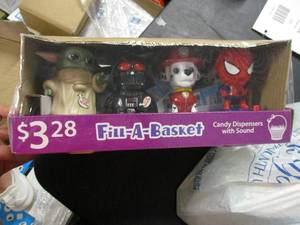 $3.28
Fill-A-Basket
Candy Dispensers
with Sound